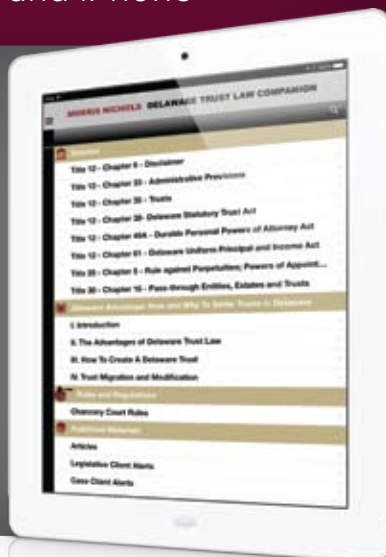 and iPhone
MORRIS NICHOLS DELAWARE TRUST LAW COMPANION
Statutes
Title 12 - Chapter 6 - Disclaimer
Title 12 - Chapter 33 - Administrative Provisions
Title 12 - Chapter 35 - Trusts
Title 12 - Chapter 38- Delaware Statutory Trust Act
Title 12 - Chapter 49A - Durable Personal Powers of Attorney Act
Title 12 - Chapter 61 - Delaware Uniform Principal and Income Act
Title 25 - Chapter 5 - Rule against Perpetuities; Powers of Appoint...
Title 30 - Chapter 16 - Pass-through Entities, Estates and Trusts
Delaware Advantage: How and Why To Settle Trusts in Delaware
I. Introduction
II. The Advantages of Delaware Trust Law
III. How To Create A Delaware Trust
IV. Trust Migration and Modification
Rules and Regulations
Chancery Court Rules
Published Materials
Articles
Legislative Client Alerts
Case Client Alerts